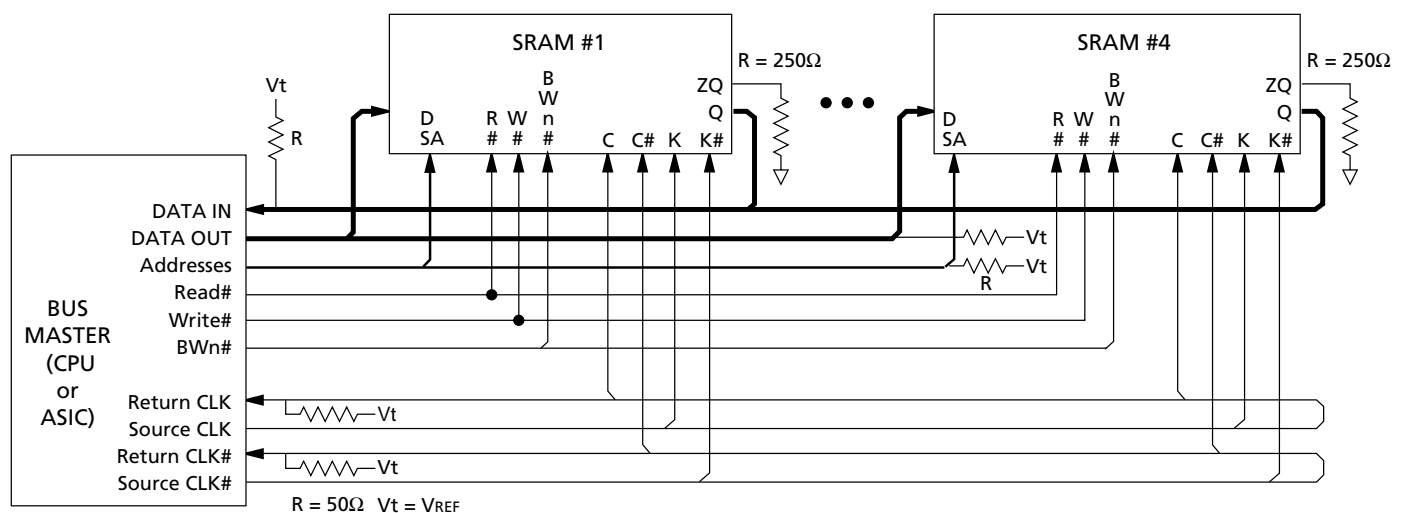 SRAM #1
R = 250Ω
B
W
n
#
ZQ
Q
D
SA
R
#
W
#
C
C#
K
K#
SRAM #4
R = 250Ω
B
W
n
#
ZQ
Q
D
SA
R
#
W
#
C
C#
K
K#
Vt
R
DATA IN
DATA OUT
Vt
Addresses
Vt
R
Read#
Write#
BWn#
BUS
MASTER
(CPU
or
ASIC)
Return CLK
Vt
Source CLK
Return CLK#
Vt
Source CLK#
R = 50Ω Vt = VREF